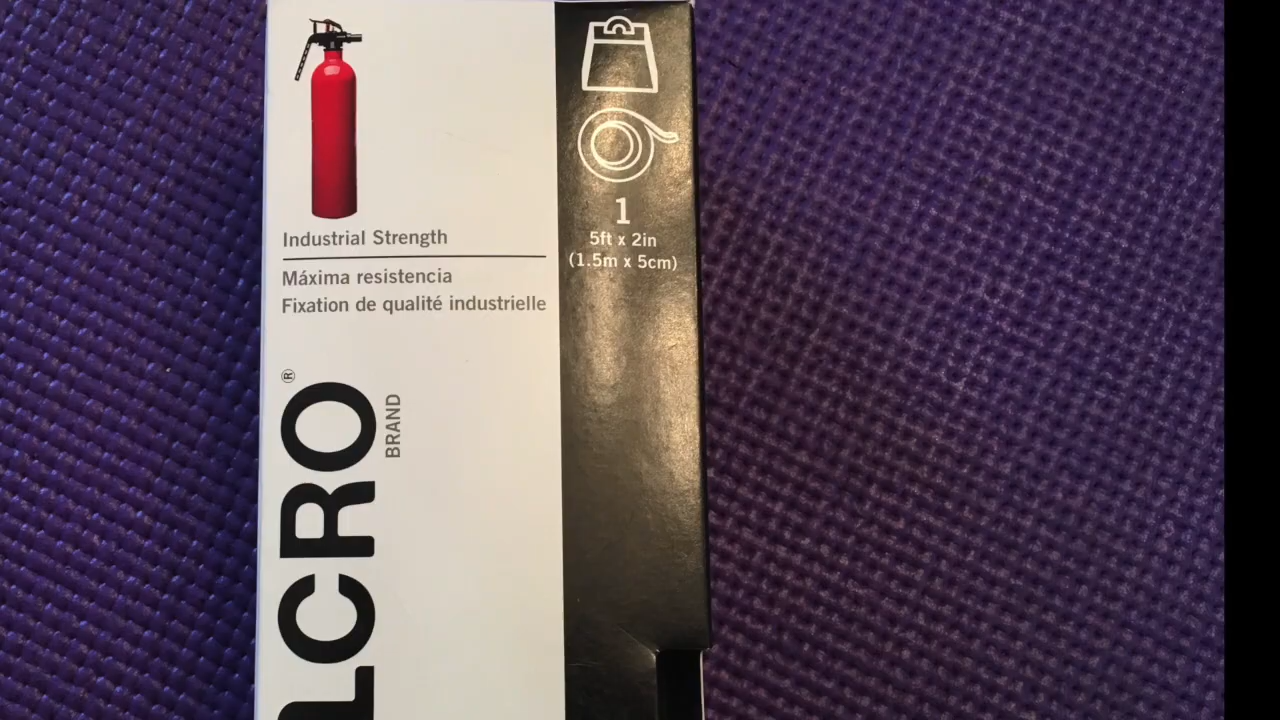 Industrial Strength
Máxima resistencia
Fixation de qualité industrielle
1
5ft x 2in
(1.5m x 5cm)
LCRO®
BRAND